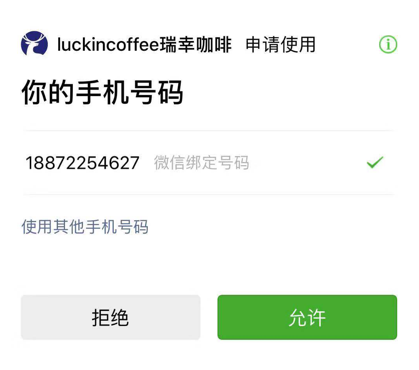 luckincoffee瑞幸咖啡 申请使用
你的手机号码
18872254627 微信绑定号码
使用其他手机号码
拒绝 允许